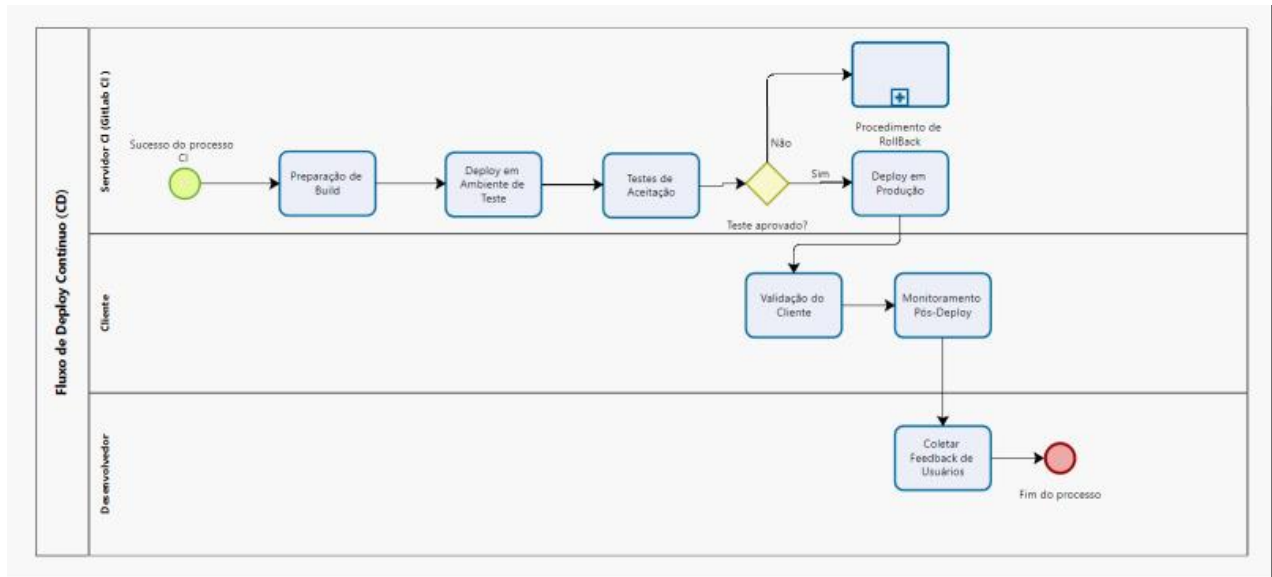 Fluxo de Deploy Contínuo (CD)
Servidor CI (GitLab CI )
Sucesso do processo
CI
Preparação de
Build
Deploy em
Ambiente de
Teste
Testes de
Aceitação
Teste aprovado?
Não
Procedimento de
RollBack
Sim
Deploy em
Produção
Cliente
Validação do
Cliente
Monitoramento
Pós-Deploy
Desenvolvedor
Coletar
Feedback de
Usuários
Fim do processo